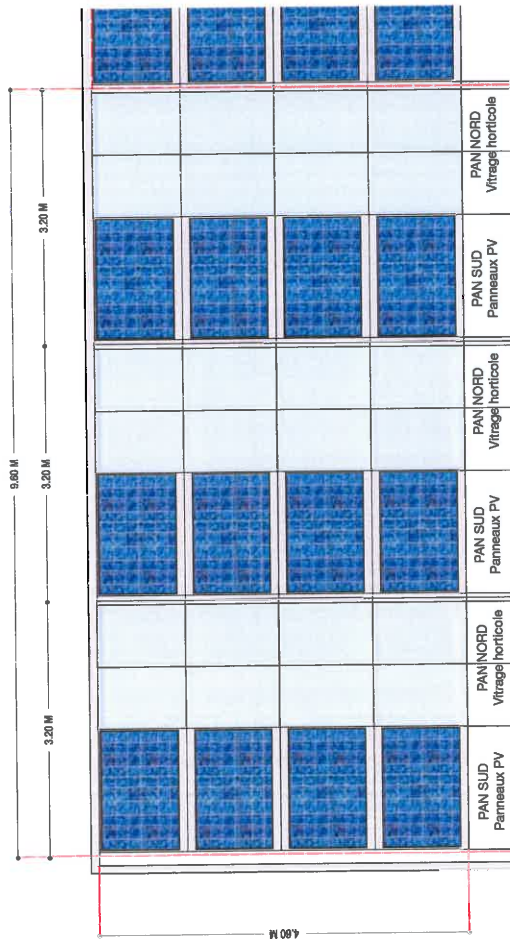 9.60 M
3.20 M
3.20 M
3.20 M
PAN NORD
Vitrage horticole
PAN SUD
Panneaux PV
PAN NORD
Vitrage horticole
PAN SUD
Panneaux PV
PAN NORD
Vitrage horticole
PAN SUD
Panneaux PV
4.60 M